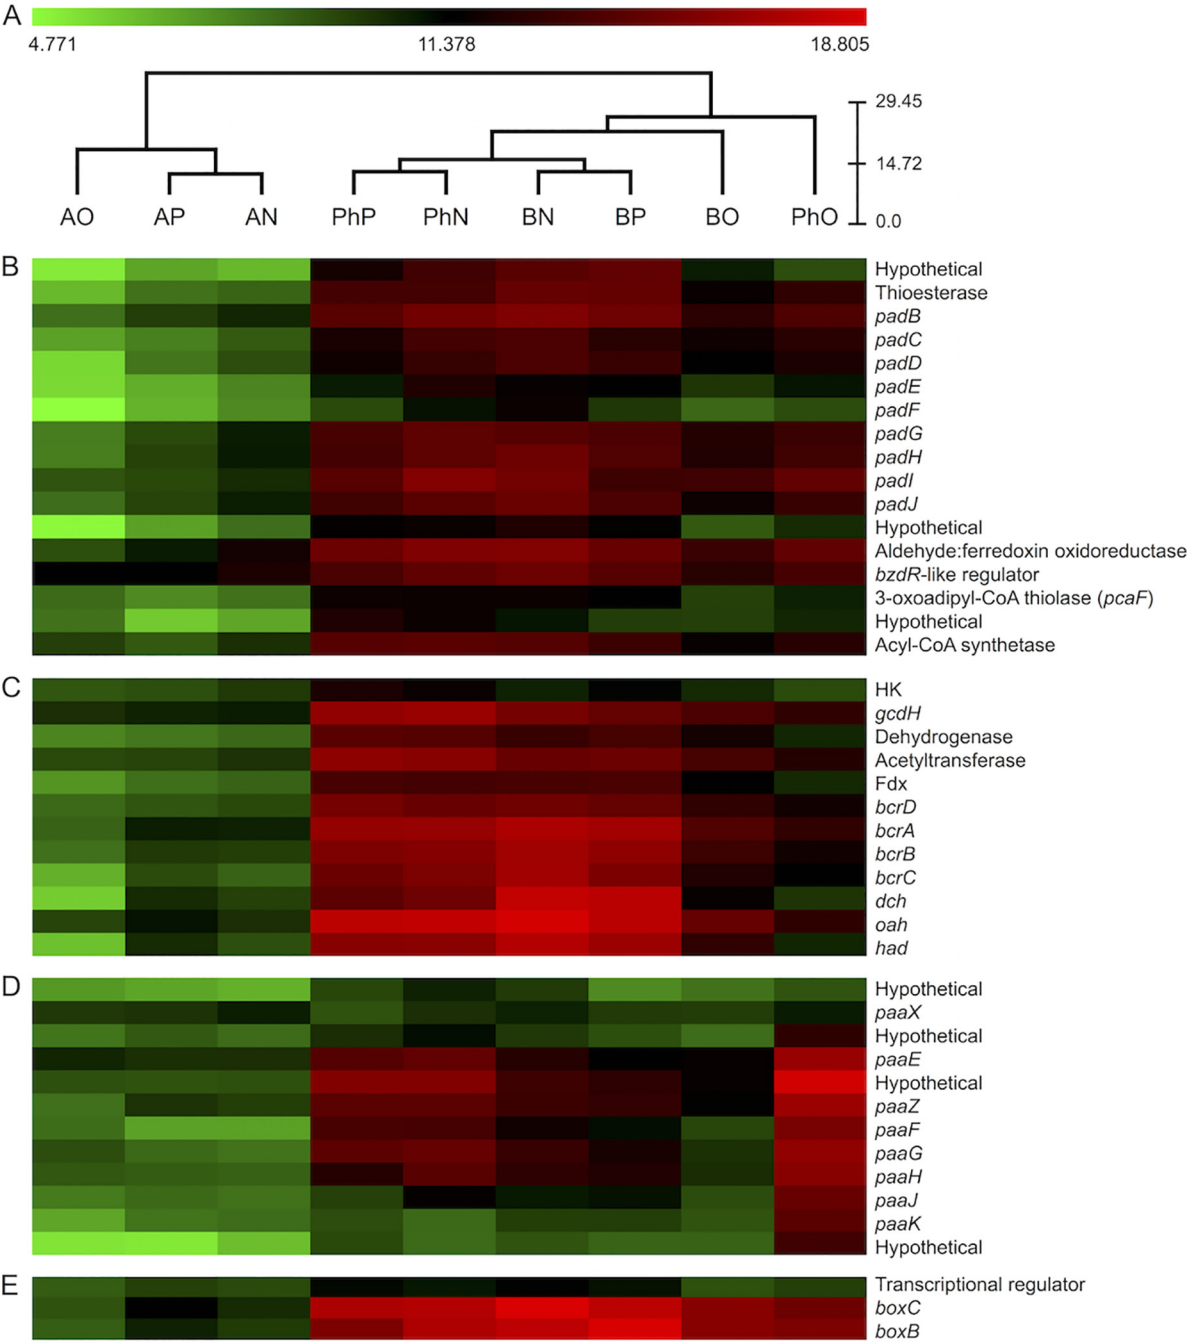 A
4.771 11.378 18.805
29.45
14.72
0.0
AO AP AN PhP PhN BN BP BO PhO
B
Hypothetical
Thioesterase
padB
padC
padD
padE
padF
padG
padH
padI
padJ
Hypothetical
Aldehyde:ferredoxin oxidoreductase
bzdR-like regulator
3-oxoadipyl-CoA thiolase (pcaF)
Hypothetical
Acyl-CoA synthetase
C
HK
gcdH
Dehydrogenase
Acetyltransferase
Fdx
bcrD
bcrA
bcrB
bcrC
dch
oah
had
D
Hypothetical
paaX
Hypothetical
paaE
Hypothetical
paaZ
paaF
paaG
paaH
paaJ
paaK
Hypothetical
E
Transcriptional regulator
boxC
boxB